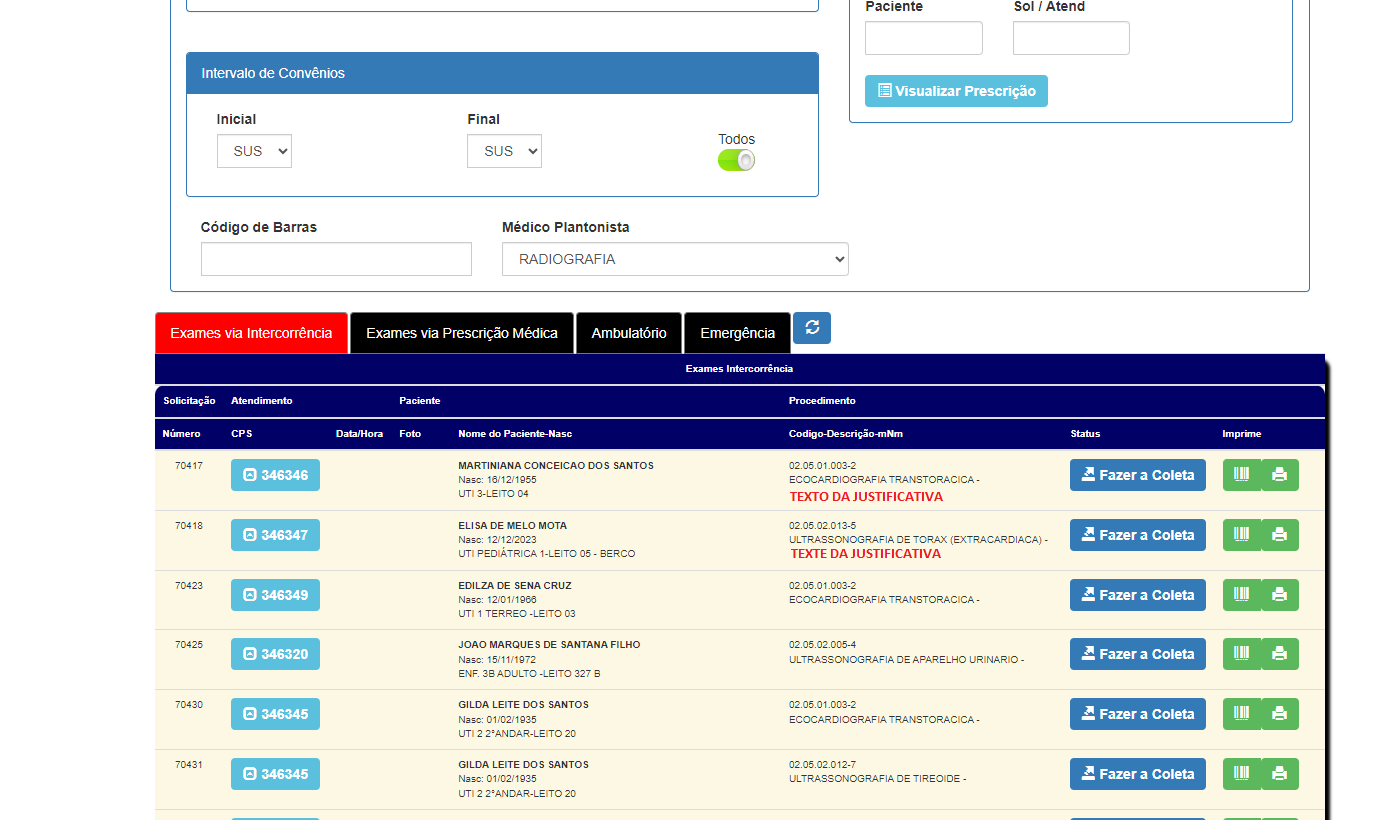 Paciente Sol / Atend
Intervalo de Convênios
Visualizar Prescrição
Inicial Final
Todos
SUS SUS
Código de Barras Médico Plantonista
RADIOGRAFIA
Exames via Intercorrência Exames via Prescrição Médica Ambulatório Emergência
Exames Intercorrência
Solicitação Atendimento Paciente Procedimento
Número CPS Data/Hora Foto Nome do Paciente-Nasc Codigo-Descrição-mNm Status Imprime
70417 346346 MARTINIANA CONCEICAO DOS SANTOS 02.05.01.003-2 Fazer a Coleta
Nasc: 16/12/1955 ECOCARDIOGRAFIA TRANSTORACICA -
UTI 3-LEITO 04 TEXTO DA JUSTIFICATIVA
70418 346347 ELISA DE MELO MOTA 02.05.02.013-5 Fazer a Coleta
Nasc: 12/12/2023 ULTRASSONOGRAFIA DE TORAX (EXTRACARDIACA) -
UTI PEDIÁTRICA 1-LEITO 05 - BERCO TEXTE DA JUSTIFICATIVA
70423 346349 EDILZA DE SENA CRUZ 02.05.01.003-2 Fazer a Coleta
Nasc: 12/01/1966 ECOCARDIOGRAFIA TRANSTORACICA -
UTI 1 TERREO -LEITO 03
70425 346320 JOAO MARQUES DE SANTANA FILHO 02.05.02.005-4 Fazer a Coleta
Nasc: 15/11/1972 ULTRASSONOGRAFIA DE APARELHO URINARIO -
ENF. 3B ADULTO -LEITO 327 B
70430 346345 GILDA LEITE DOS SANTOS 02.05.01.003-2 Fazer a Coleta
Nasc: 01/02/1935 ECOCARDIOGRAFIA TRANSTORACICA -
UTI 2 2°ANDAR-LEITO 20
70431 346345 GILDA LEITE DOS SANTOS 02.05.02.012-7 Fazer a Coleta
Nasc: 01/02/1935 ULTRASSONOGRAFIA DE TIREOIDE -
UTI 2 2°ANDAR-LEITO 20